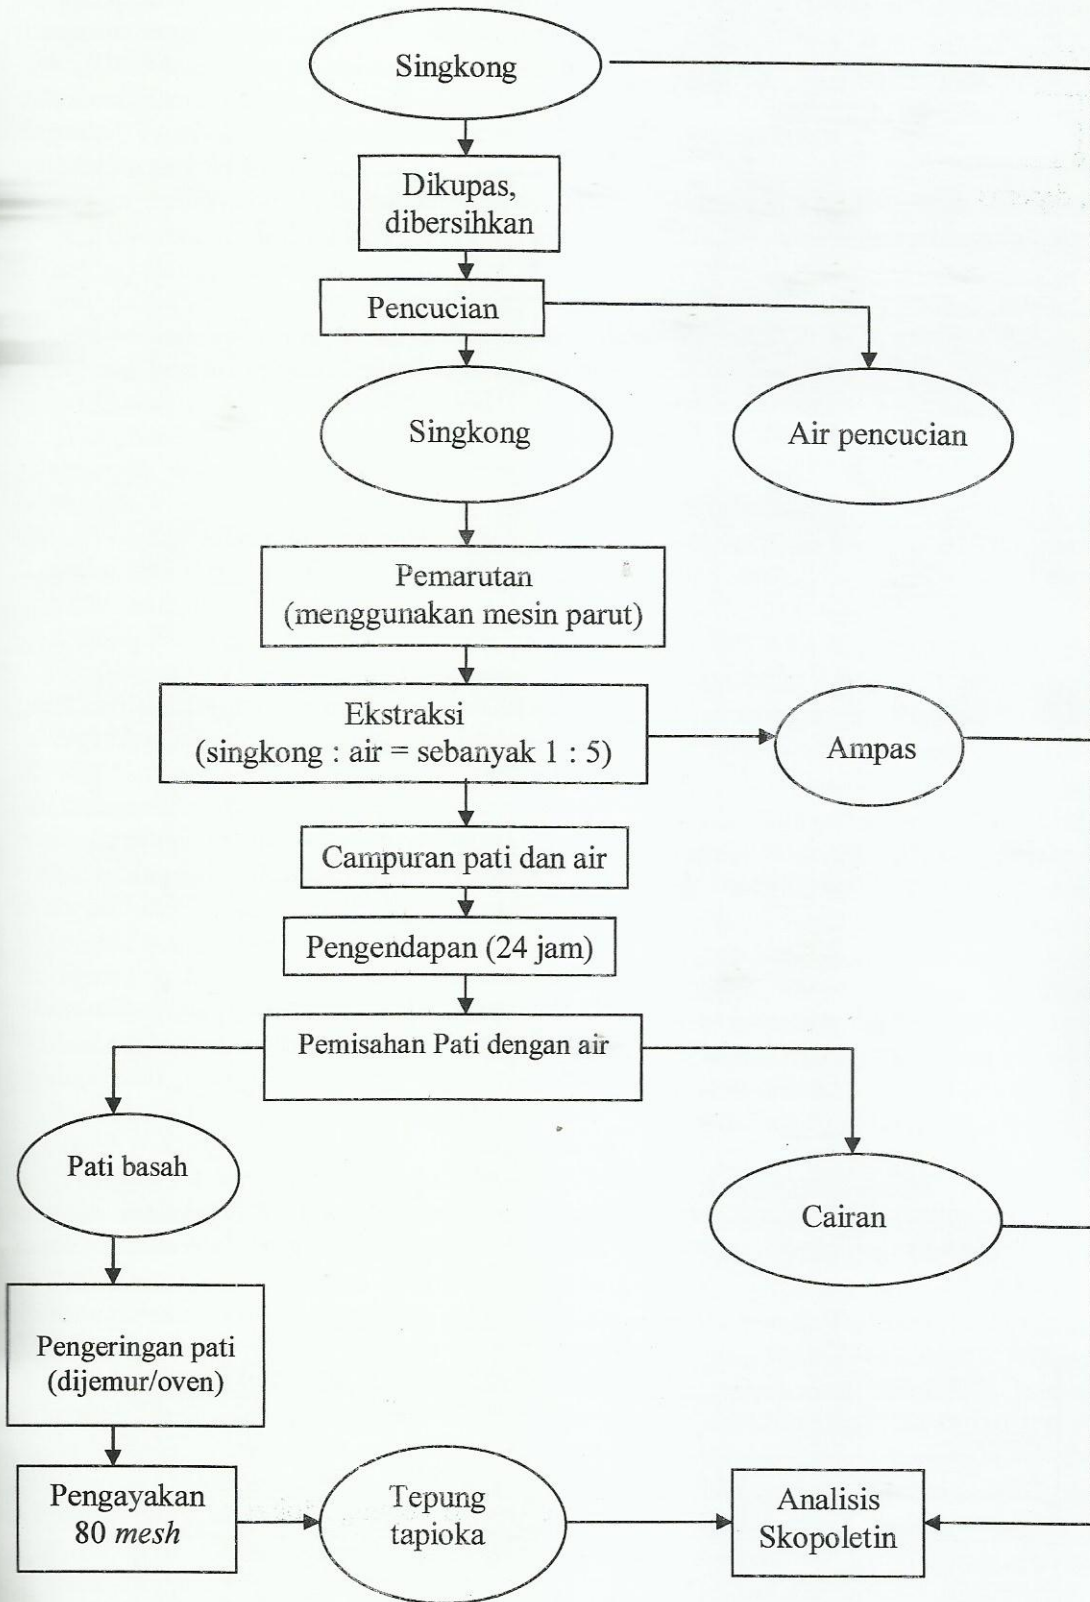 Singkong
Dikupas,
dibersihkan
Pencucian
Singkong
Air pencucian
Pemarutan
(menggunakan mesin parut)
Ekstraksi
(singkong : air = sebanyak 1 : 5)
Ampas
Campuran pati dan air
Pengendapan (24 jam)
Pemisahan Pati dengan air
Pati basah
Cairan
Pengeringan pati
(dijemur/oven)
Pengayakan
80 mesh
Tepung
tapioka
Analisis
Skopoletin